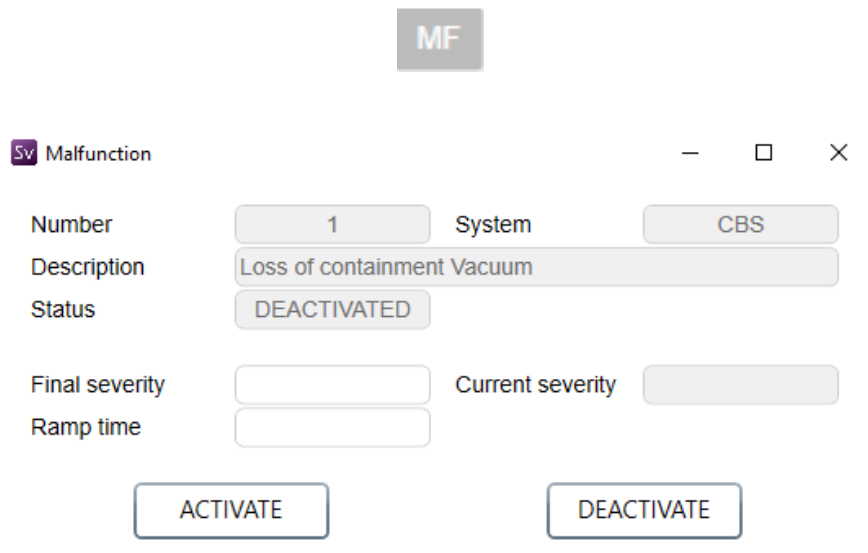 MF
Sv Malfunction
Number 1 System CBS
Description Loss of containment Vacuum
Status DEACTIVATED
Final severity Current severity
Ramp time
ACTIVATE DEACTIVATE